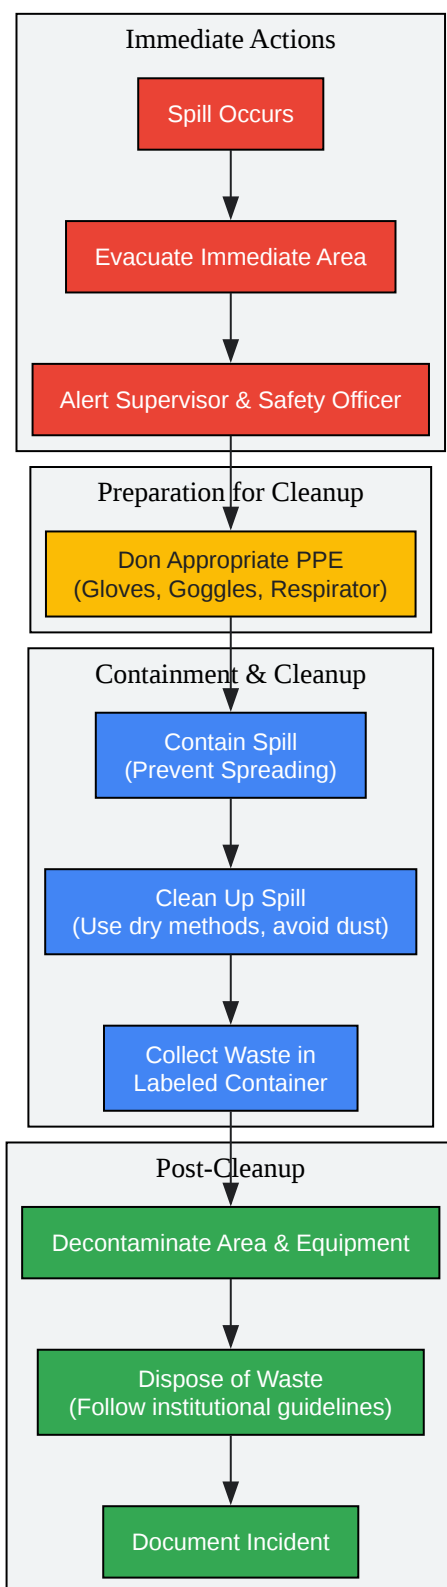 Immediate Actions
Spill Occurs
Evacuate Immediate Area
Alert Supervisor & Safety Officer
Preparation for Cleanup
Don Appropriate PPE
(Gloves, Goggles, Respirator)
Containment & Cleanup
Contain Spill
(Prevent Spreading)
Clean Up Spill
(Use dry methods, avoid dust)
Collect Waste in
Labeled Container
Post-Cleanup
Decontaminate Area & Equipment
Dispose of Waste
(Follow institutional guidelines)
Document Incident